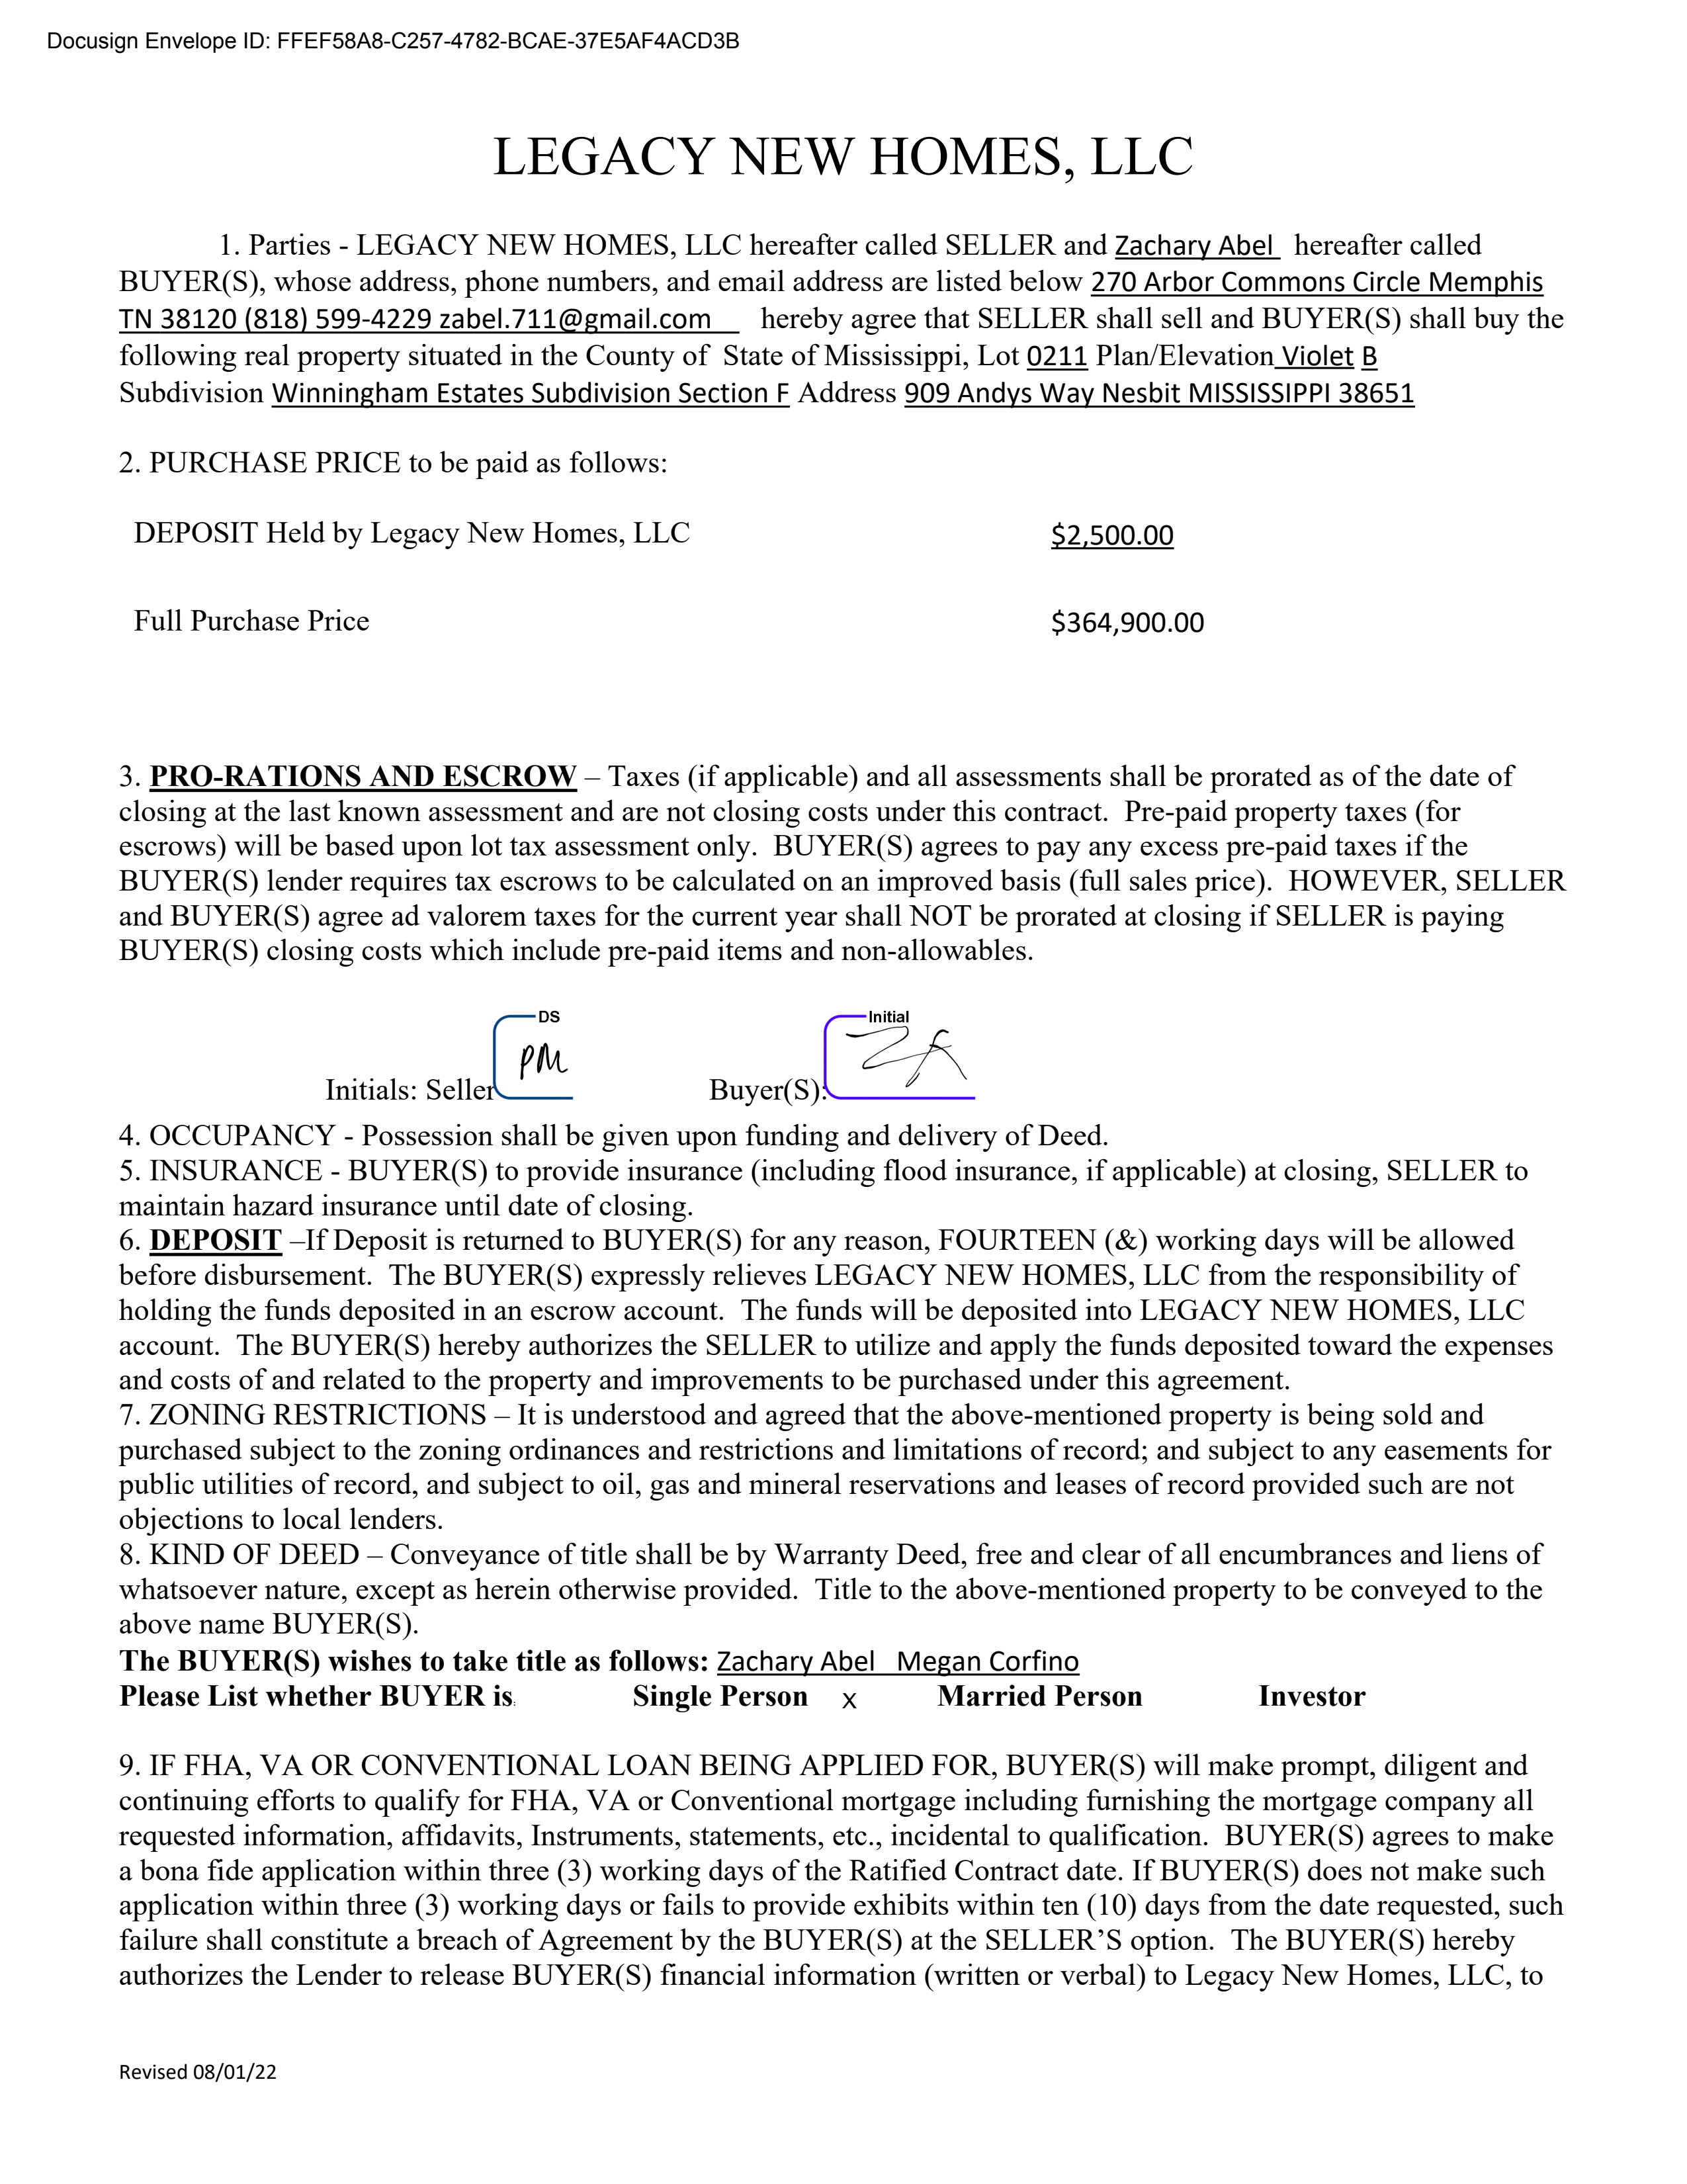 Docusign Envelope ID: FFEF58A8-C257-4782-BCAE-37E5AF4ACD3B
LEGACY NEW HOMES, LLC
1. Parties - LEGACY NEW HOMES, LLC hereafter called SELLER and Zachary Abel hereafter called
BUYER(S), whose address, phone numbers, and email address are listed below 270 Arbor Commons Circle Memphis
TN 38120 (818) 599-4229 zabel.711@gmail.com hereby agree that SELLER shall sell and BUYER(S) shall buy the
following real property situated in the County of State of Mississippi, Lot 0211 Plan/Elevation Violet B
Subdivision Winningham Estates Subdivision Section F Address 909 Andys Way Nesbit MISSISSIPPI 38651
2. PURCHASE PRICE to be paid as follows:
DEPOSIT Held by Legacy New Homes, LLC $2,500.00
Full Purchase Price $364,900.00
3. PRO-RATIONS AND ESCROW – Taxes (if applicable) and all assessments shall be prorated as of the date of
closing at the last known assessment and are not closing costs under this contract. Pre-paid property taxes (for
escrows) will be based upon lot tax assessment only. BUYER(S) agrees to pay any excess pre-paid taxes if the
BUYER(S) lender requires tax escrows to be calculated on an improved basis (full sales price). HOWEVER, SELLER
and BUYER(S) agree ad valorem taxes for the current year shall NOT be prorated at closing if SELLER is paying
BUYER(S) closing costs which include pre-paid items and non-allowables.
DS Initial
PM ZA
Initials: Seller Buyer(S):
4. OCCUPANCY - Possession shall be given upon funding and delivery of Deed.
5. INSURANCE - BUYER(S) to provide insurance (including flood insurance, if applicable) at closing, SELLER to
maintain hazard insurance until date of closing.
6. DEPOSIT –If Deposit is returned to BUYER(S) for any reason, FOURTEEN (&) working days will be allowed
before disbursement. The BUYER(S) expressly relieves LEGACY NEW HOMES, LLC from the responsibility of
holding the funds deposited in an escrow account. The funds will be deposited into LEGACY NEW HOMES, LLC
account. The BUYER(S) hereby authorizes the SELLER to utilize and apply the funds deposited toward the expenses
and costs of and related to the property and improvements to be purchased under this agreement.
7. ZONING RESTRICTIONS – It is understood and agreed that the above-mentioned property is being sold and
purchased subject to the zoning ordinances and restrictions and limitations of record; and subject to any easements for
public utilities of record, and subject to oil, gas and mineral reservations and leases of record provided such are not
objections to local lenders.
8. KIND OF DEED – Conveyance of title shall be by Warranty Deed, free and clear of all encumbrances and liens of
whatsoever nature, except as herein otherwise provided. Title to the above-mentioned property to be conveyed to the
above name BUYER(S).
The BUYER(S) wishes to take title as follows: Zachary Abel Megan Corfino
Please List whether BUYER is: Single Person x Married Person Investor
9. IF FHA, VA OR CONVENTIONAL LOAN BEING APPLIED FOR, BUYER(S) will make prompt, diligent and
continuing efforts to qualify for FHA, VA or Conventional mortgage including furnishing the mortgage company all
requested information, affidavits, Instruments, statements, etc., incidental to qualification. BUYER(S) agrees to make
a bona fide application within three (3) working days of the Ratified Contract date. If BUYER(S) does not make such
application within three (3) working days or fails to provide exhibits within ten (10) days from the date requested, such
failure shall constitute a breach of Agreement by the BUYER(S) at the SELLER’S option. The BUYER(S) hereby
authorizes the Lender to release BUYER(S) financial information (written or verbal) to Legacy New Homes, LLC, to
Revised 08/01/22